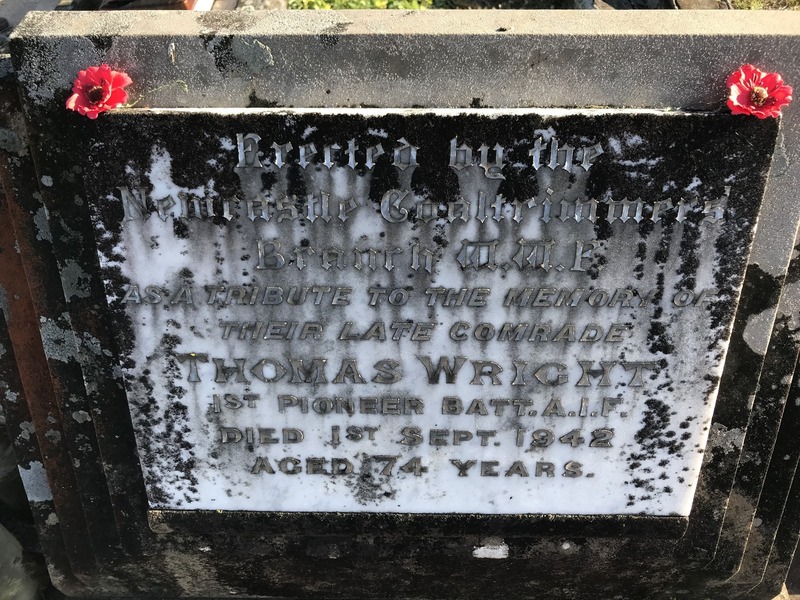 Erected by the
Newcastle Coaltrimmers'
Branch W.W.F
AS A TRIBUTE TO THE MEMORY OF
THEIR LATE COMRADE
THOMAS WRIGHT
1ST PIONEER BATT. A.I.F.
DIED 1ST SEPT. 1942
AGED 74 YEARS.